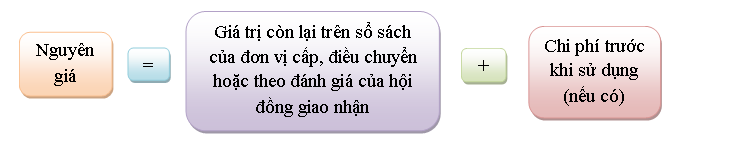 Nguyên
giá
=
Giá trị còn lại trên sổ sách
của đơn vị cấp, điều chuyển
hoặc theo đánh giá của hội
đồng giao nhận
+
Chi phí trước
khi sử dụng
(nếu có)